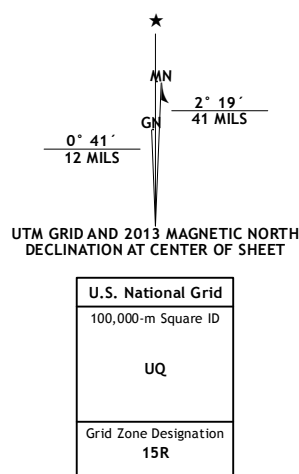 ★
MN
GN
2° 19´
41 MILS
0° 41´
12 MILS
UTM GRID AND 2013 MAGNETIC NORTH
DECLINATION AT CENTER OF SHEET
U.S. National Grid
100,000-m Square ID
UQ
Grid Zone Designation
15R